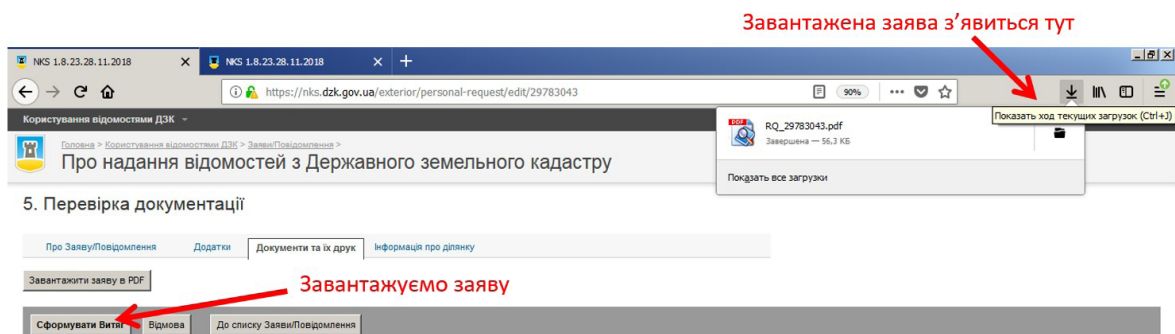 Завантажена заява з’явиться тут
NKS 1.8.23.28.11.2018
NKS 1.8.23.28.11.2018
https://nks.dzk.gov.ua/exterior/personal-request/edit/29783043
90%
Користування відомостями ДЗК
Показать ход текущих загрузок (Ctrl+J)
RQ_29783043.pdf
Завершена — 56,3 КБ
Показать все загрузки
Головна > Користування відомостями ДЗК > Заяви/Повідомлення >
Про надання відомостей з Державного земельного кадастру
5. Перевірка документації
Про Заяву/Повідомлення Додатки Документи та їх друк Інформація про ділянку
Завантажити заяву в PDF
Завантажуємо заяву
Сформувати Витяг Відмова До списку Заяви/Повідомлення